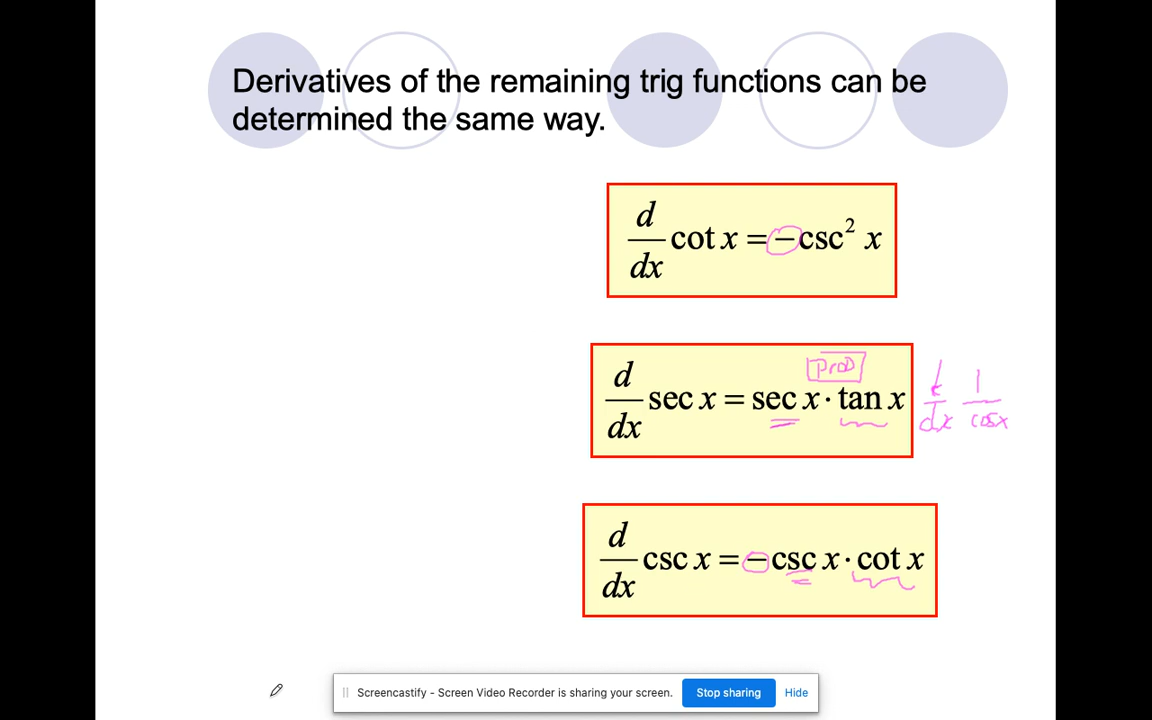 Derivatives of the remaining trig functions can be
determined the same way.
d/dx cot x = −csc² x
prod
d/dx sec x = sec x · tan x d/dx 1/cosx
d/dx csc x = −csc x · cot x
Screencastify - Screen Video Recorder is sharing your screen. Stop sharing Hide